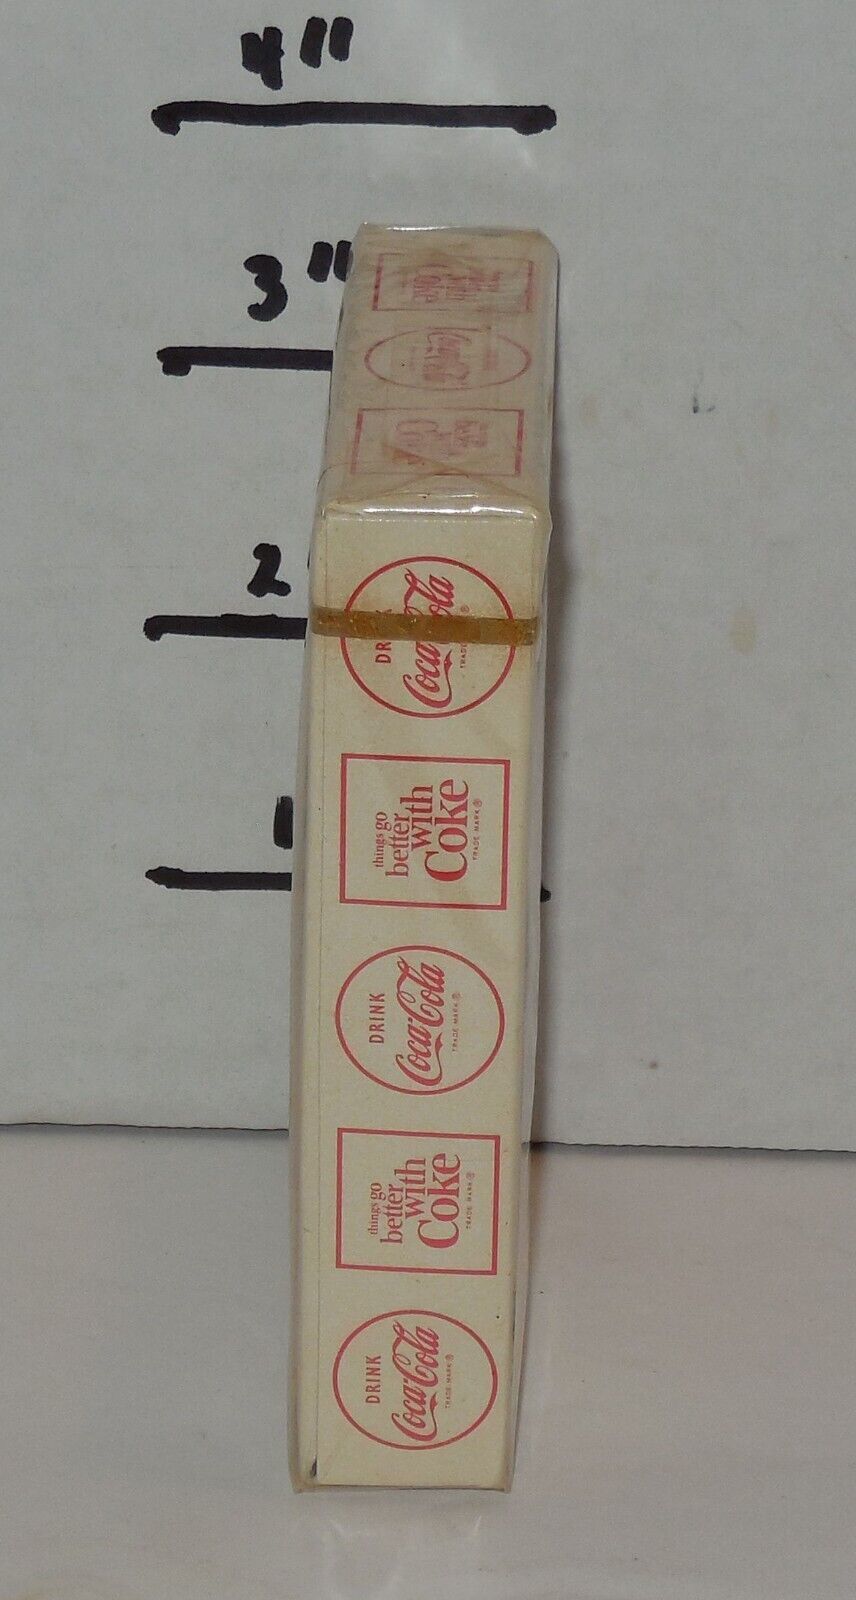 4"
3"
2
DRINK
Coca-Cola
TRADE
things go
better
with
Coke
TRADE MARK ®
DRINK
Coca-Cola
TRADE MARK ®
things go
better
with
Coke
TRADE MARK ®
DRINK
Coca-Cola
TRADE MARK ®